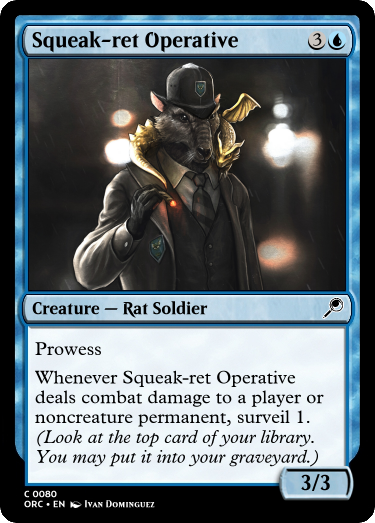 Squeak-ret Operative 3
Creature — Rat Soldier
Prowess
Whenever Squeak-ret Operative
deals combat damage to a player or
noncreature permanent, surveil 1.
(Look at the top card of your library.
You may put it into your graveyard.)
3/3
C 0080
ORC • EN Ivan Dominguez